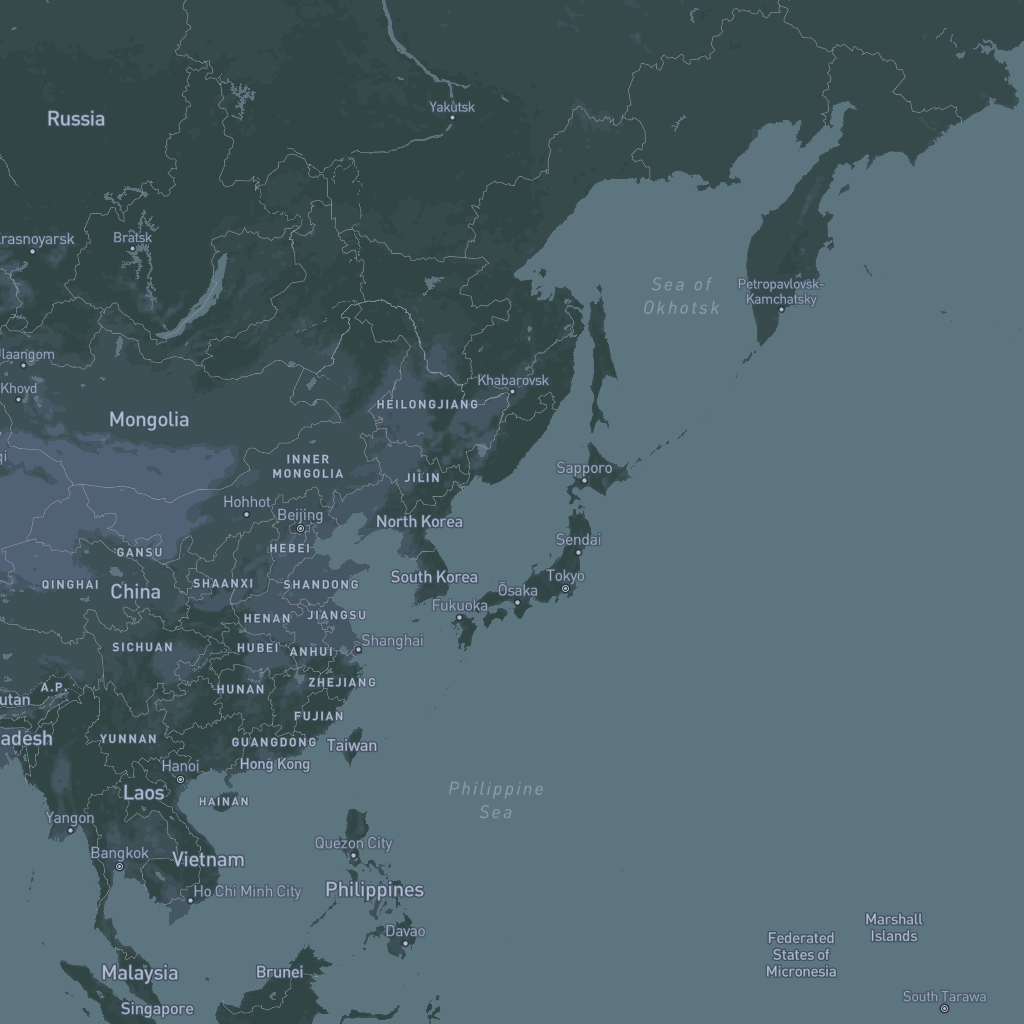 Yakutsk
Russia
rasnoyarsk
Bratsk
Sea of
Okhotsk
Petropavlovsk-
Kamchatsky
laangom
Khovd
Khabarovsk
HEILONGJIANG
Mongolia
qi
INNER
MONGOLIA
JILIN
Sapporo
Hohhot
Beijing
North Korea
Sendai
HEBEI
GANSU
QINGHAI
SHAANXI
SHANDONG
South Korea
Tokyo
China
Ōsaka
Fukuoka
HENAN
JIANGSU
Shanghai
SICHUAN
HUBEI
ANHUI
ZHEJIANG
A.P.
HUNAN
utan
FUJIAN
adesh
YUNNAN
GUANGDONG
Taiwan
Hong Kong
Hanoi
Laos
HAINAN
Philippine
Sea
Yangon
Quezon City
Bangkok
Vietnam
Ho Chi Minh City
Philippines
Marshall
Islands
Davao
Federated
States of
Micronesia
Malaysia
Brunei
South Tarawa
Singapore